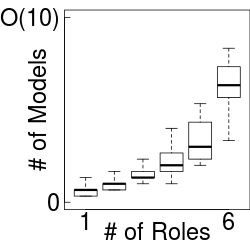 O(10)
# of Models
0
1
6
# of Roles